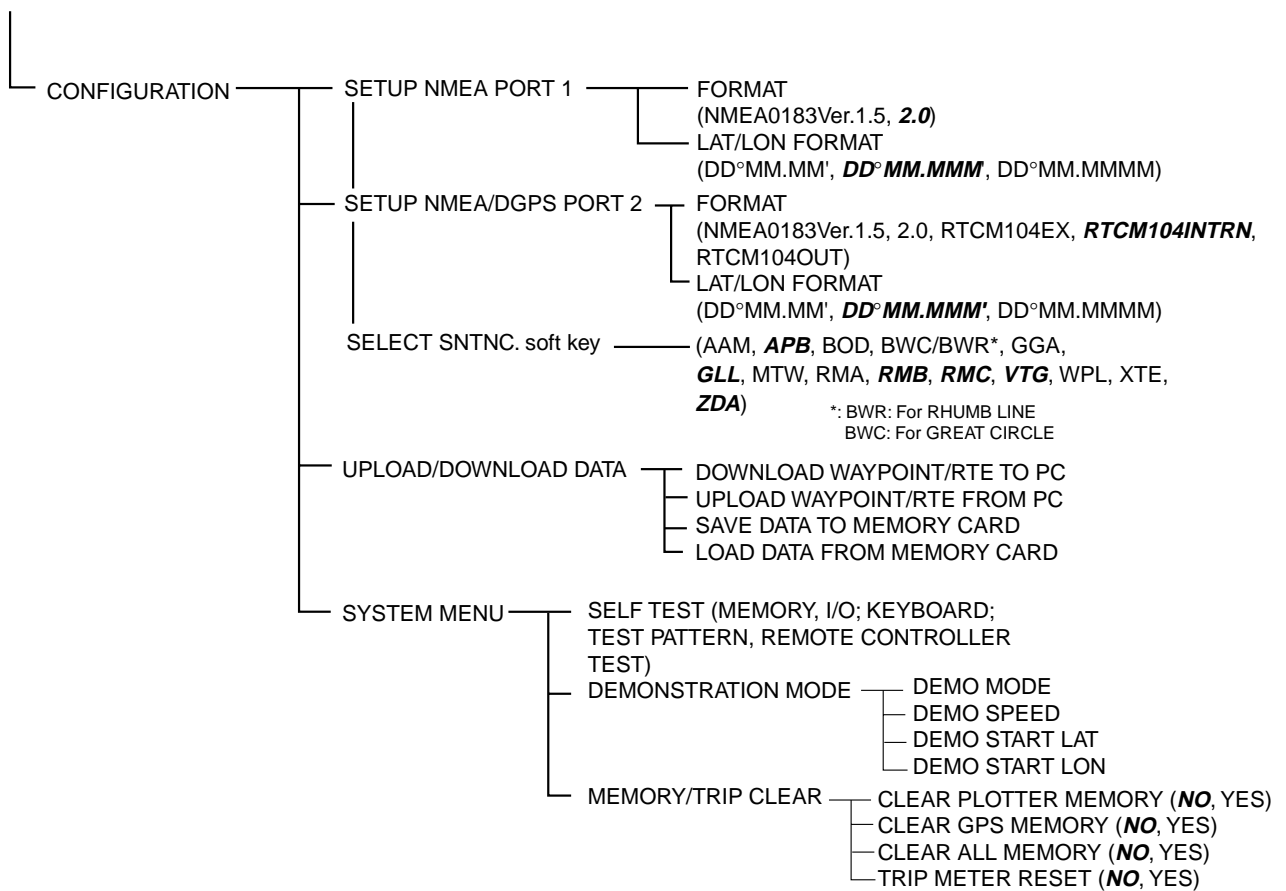 CONFIGURATION
SETUP NMEA PORT 1
FORMAT
(NMEA0183Ver.1.5, 2.0)
LAT/LON FORMAT
(DD°MM.MM', DD°MM.MMM', DD°MM.MMMM)
SETUP NMEA/DGPS PORT 2
FORMAT
(NMEA0183Ver.1.5, 2.0, RTCM104EX, RTCM104INTRN,
RTCM104OUT)
LAT/LON FORMAT
(DD°MM.MM', DD°MM.MMM', DD°MM.MMMM)
SELECT SNTNC. soft key
(AAM, APB, BOD, BWC/BWR*, GGA,
GLL, MTW, RMA, RMB, RMC, VTG, WPL, XTE,
ZDA)
*: BWR: For RHUMB LINE
BWC: For GREAT CIRCLE
UPLOAD/DOWNLOAD DATA
DOWNLOAD WAYPOINT/RTE TO PC
UPLOAD WAYPOINT/RTE FROM PC
SAVE DATA TO MEMORY CARD
LOAD DATA FROM MEMORY CARD
SYSTEM MENU
SELF TEST (MEMORY, I/O; KEYBOARD;
TEST PATTERN, REMOTE CONTROLLER
TEST)
DEMONSTRATION MODE
DEMO MODE
DEMO SPEED
DEMO START LAT
DEMO START LON
MEMORY/TRIP CLEAR
CLEAR PLOTTER MEMORY (NO, YES)
CLEAR GPS MEMORY (NO, YES)
CLEAR ALL MEMORY (NO, YES)
TRIP METER RESET (NO, YES)